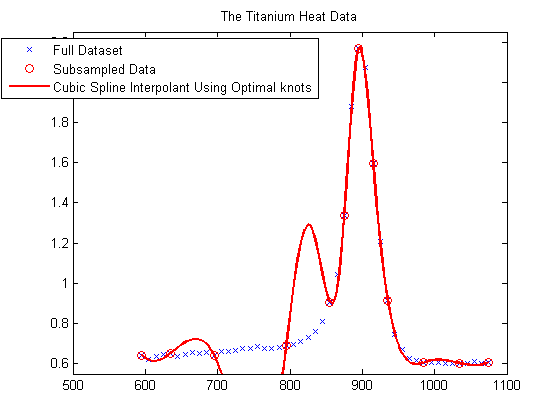 The Titanium Heat Data
Full Dataset
Subsampled Data
Cubic Spline Interpolant Using Optimal knots
1.8
1.6
1.4
1.2
1
0.8
0.6
500 600 700 800 900 1000 1100